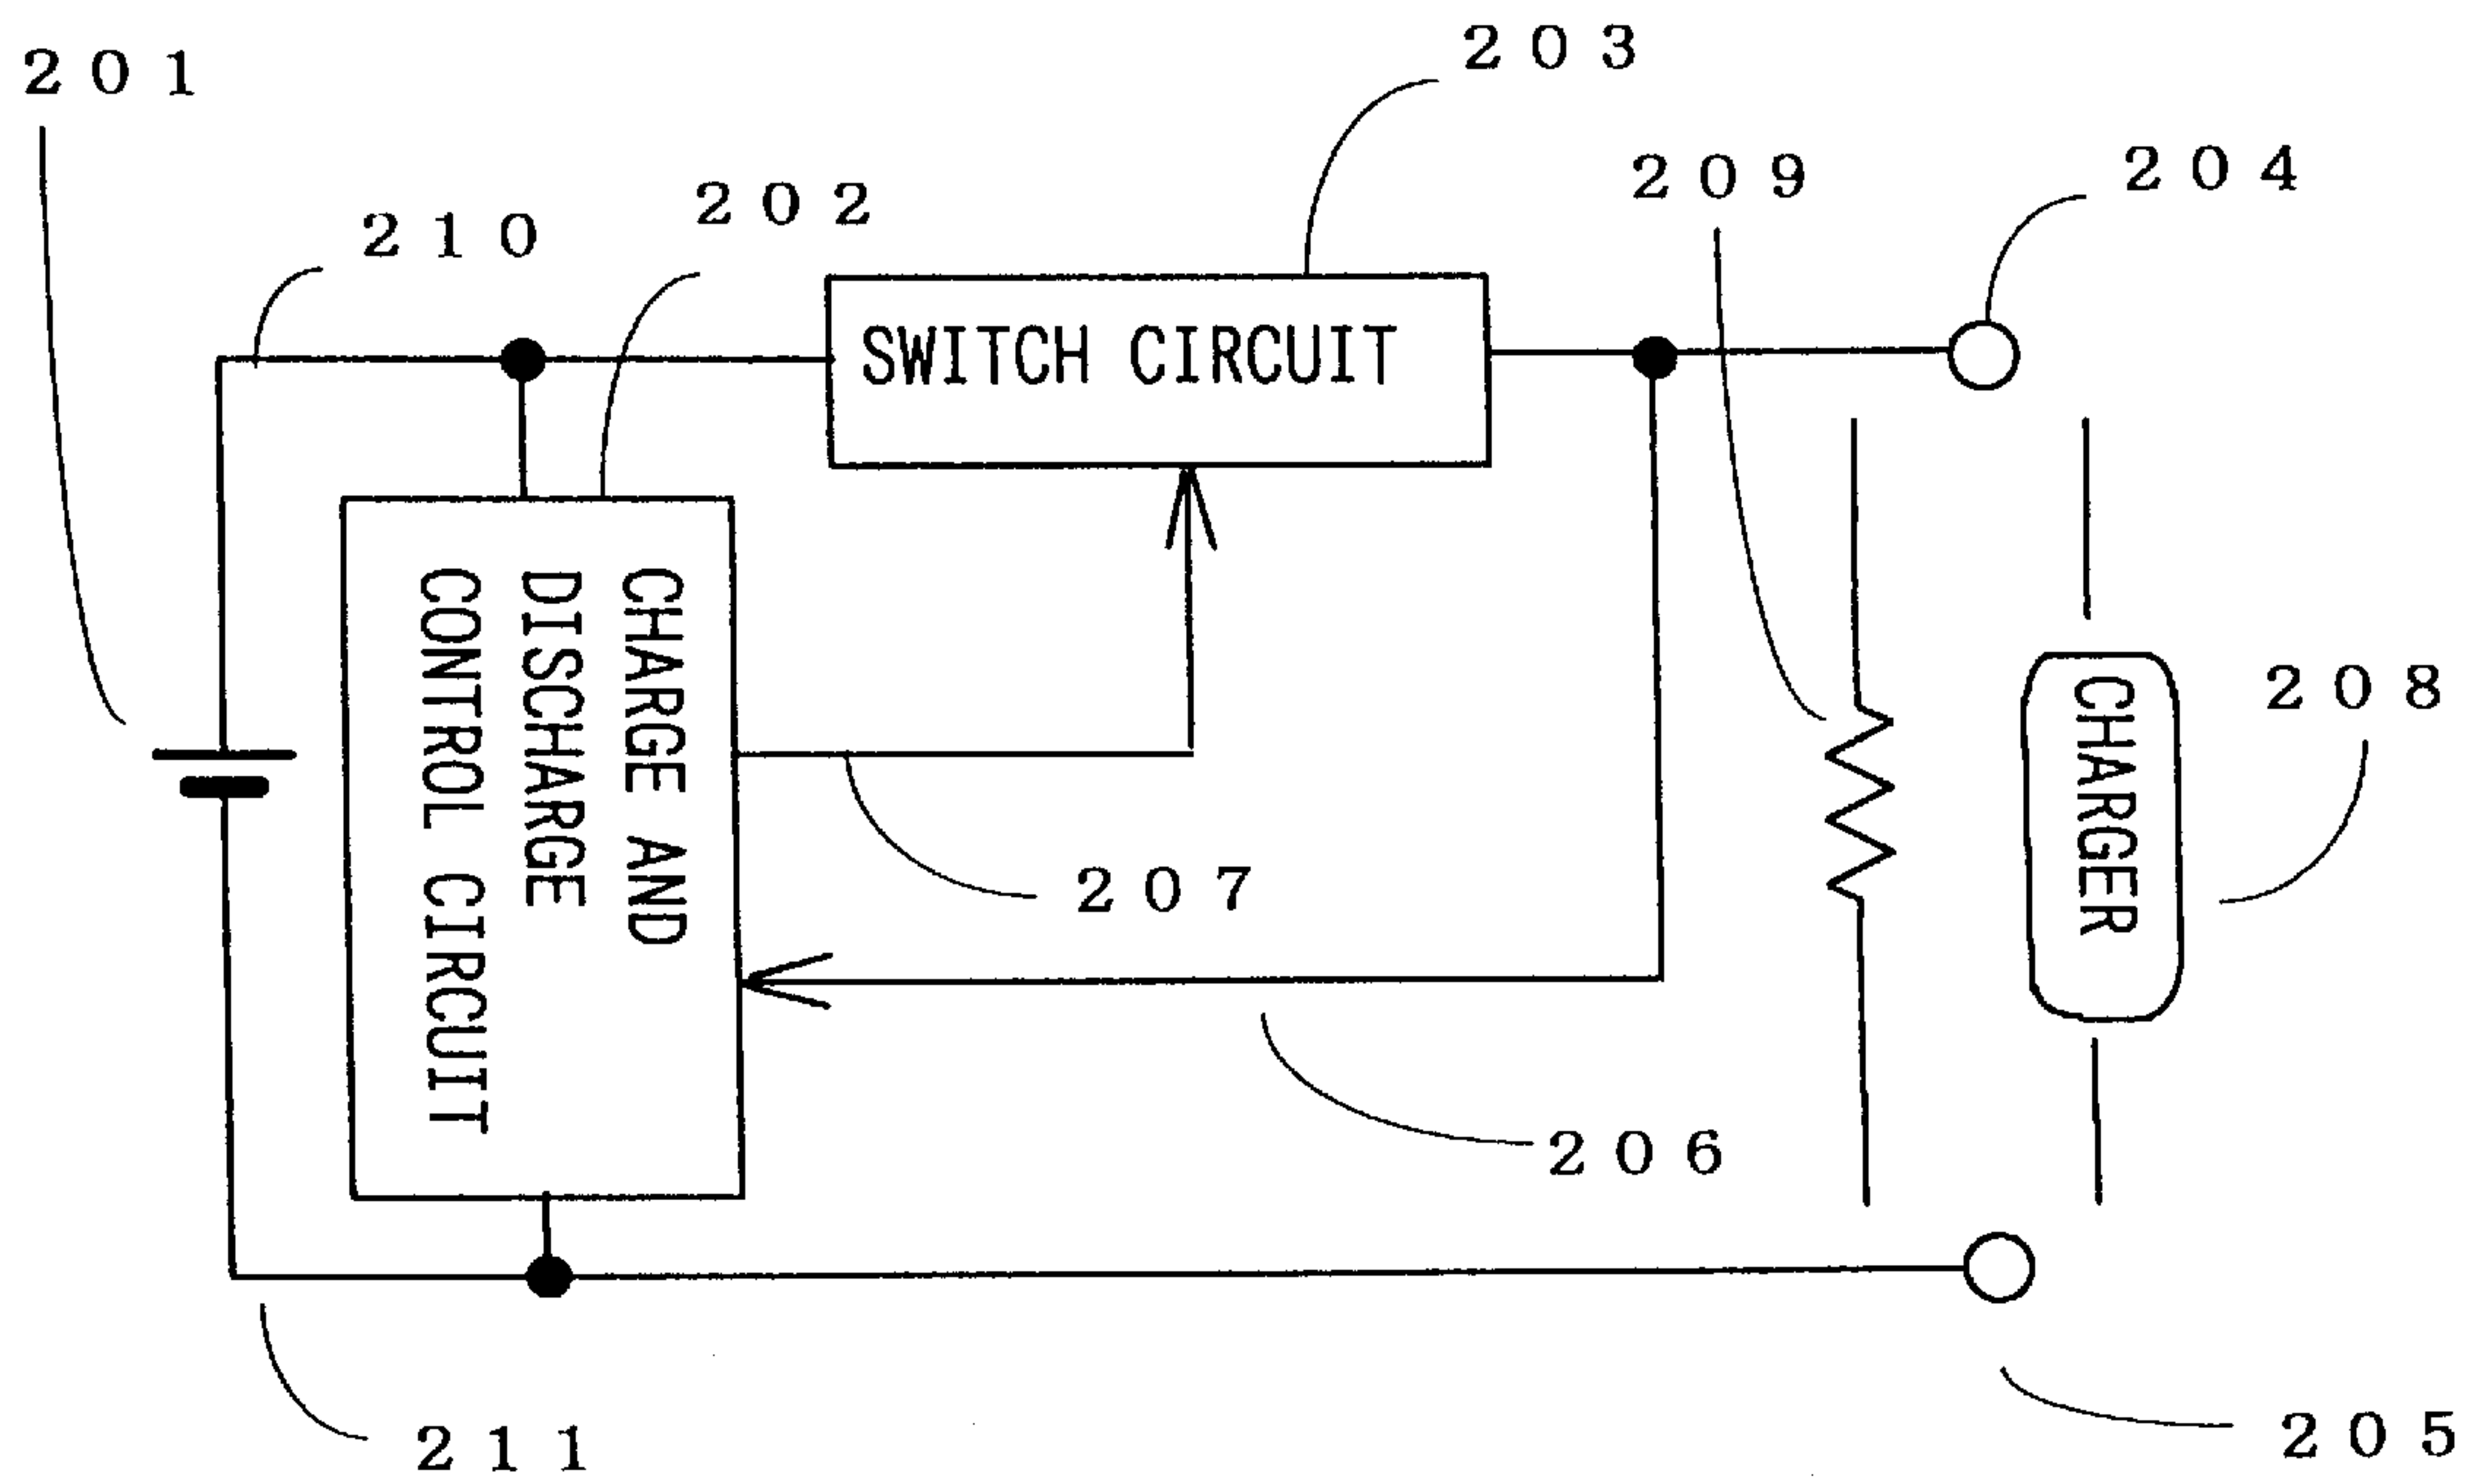 203
201
204
209
202
210
SWITCH CIRCUIT
CHARGE AND
DISCHARGE
CONTROL CIRCUIT
CHARGER
208
207
206
205
211